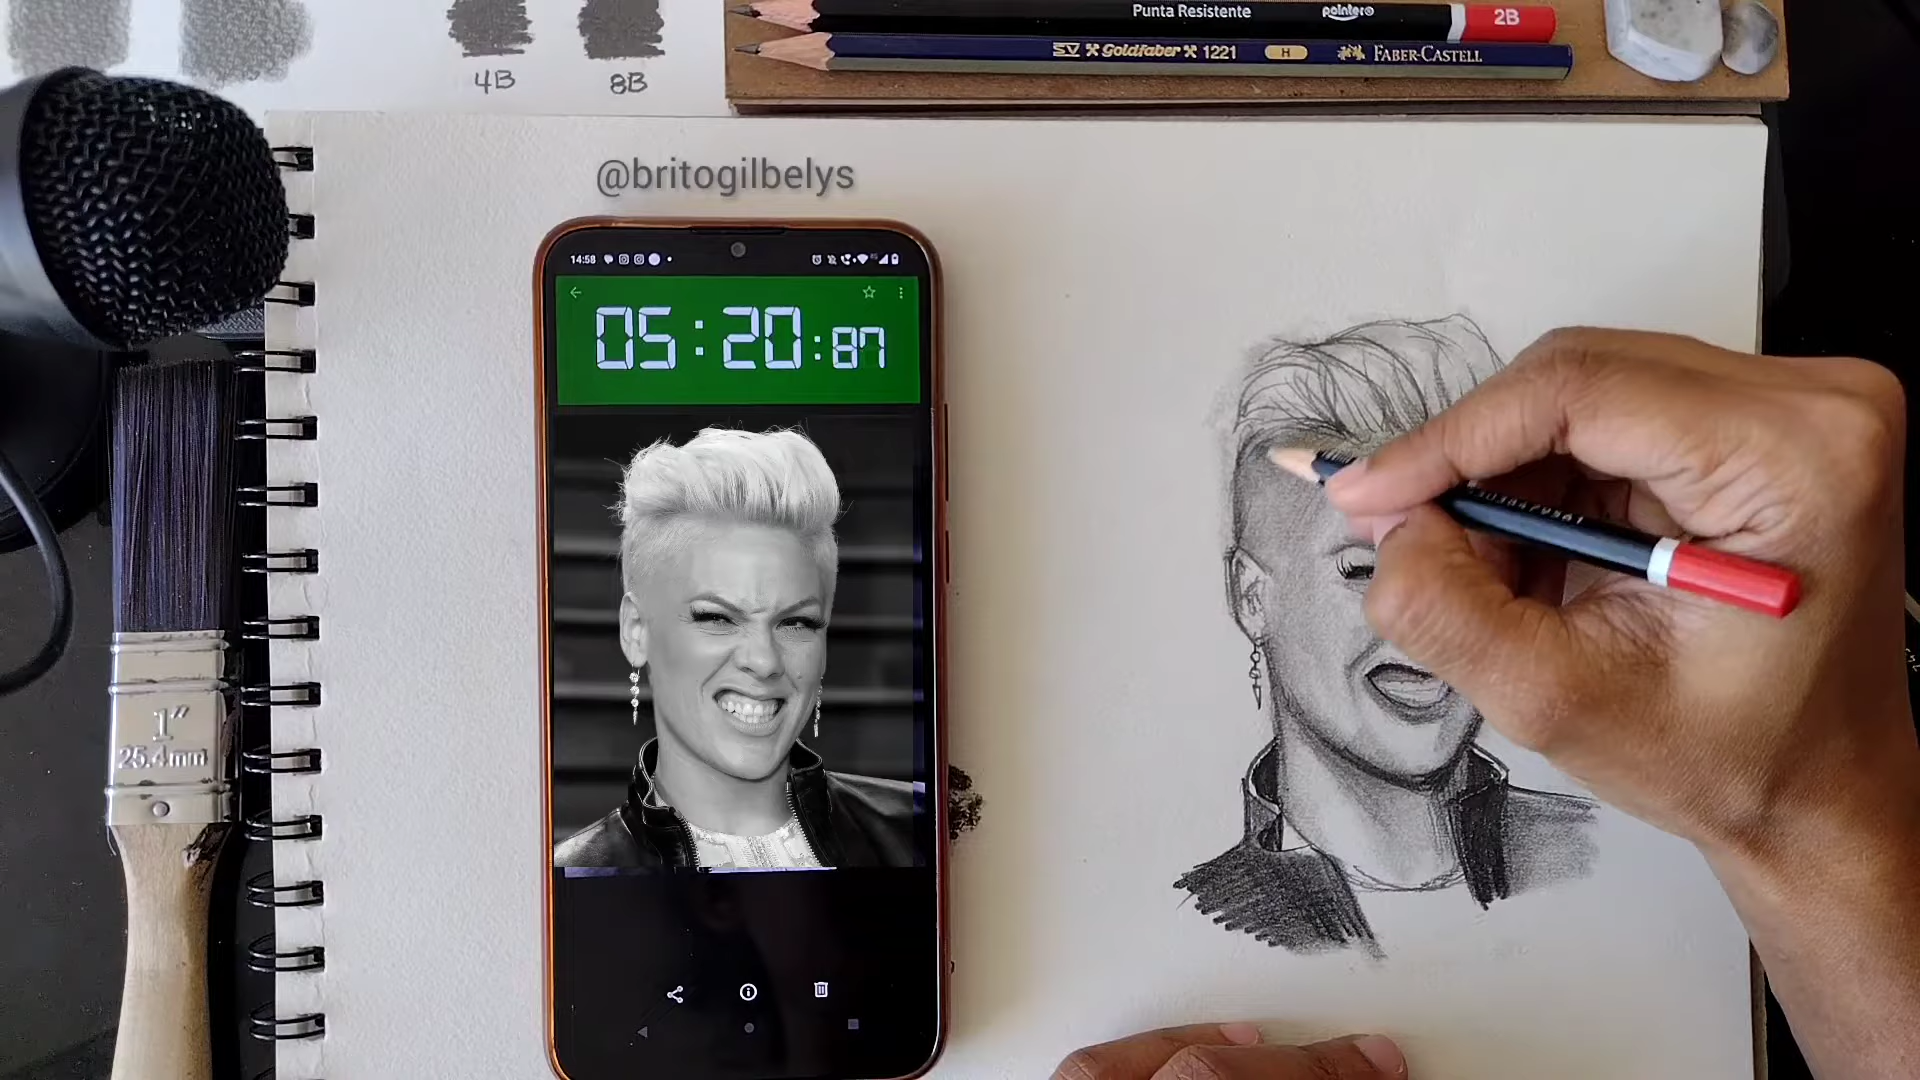 Punta Resistente pointer® 2B
SV Goldfaber 1221 H FABER-CASTELL
4B 8B
@britogilbelys
14:58
05:20:87
1"
25.4mm